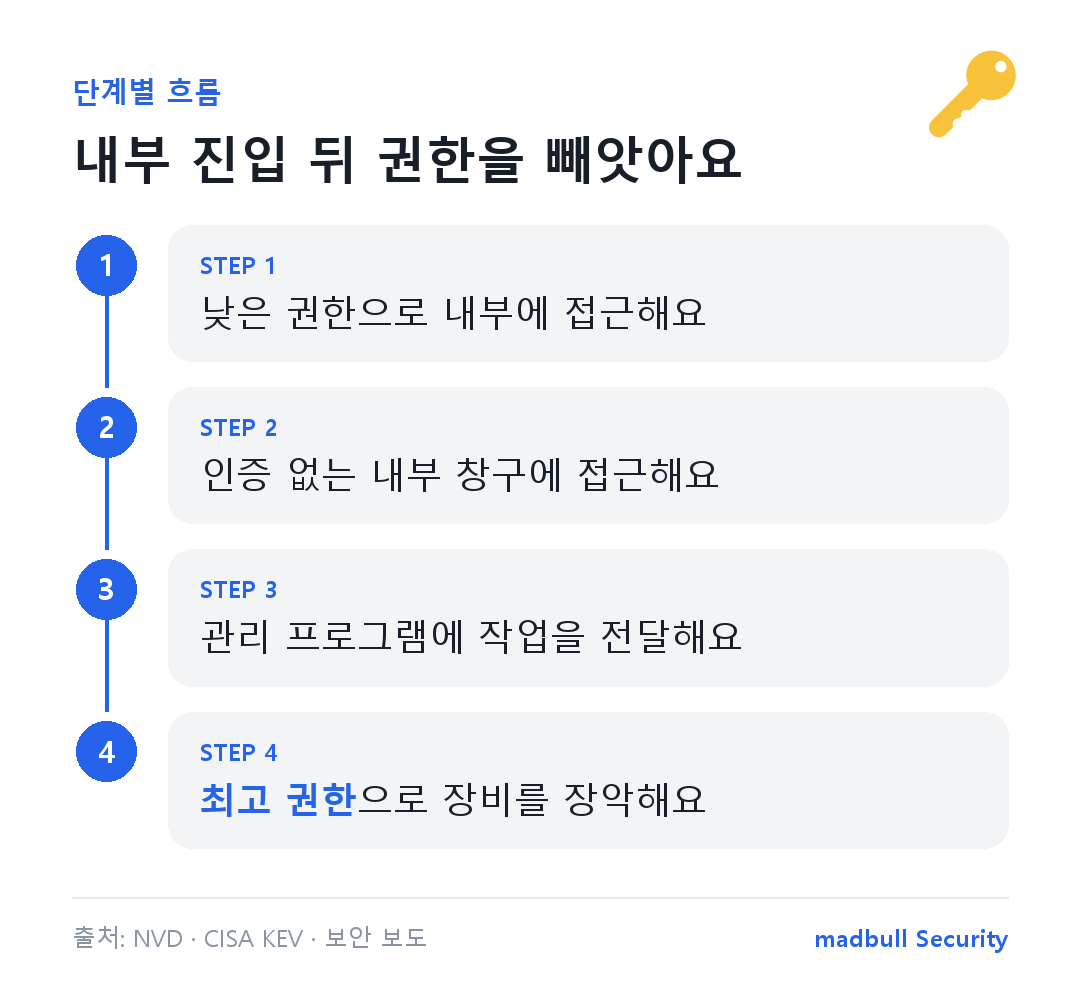 단계별 흐름
내부 진입 뒤 권한을 빼앗아요
1
STEP 1
낮은 권한으로 내부에 접근해요
2
STEP 2
인증 없는 내부 창구에 접근해요
3
STEP 3
관리 프로그램에 작업을 전달해요
4
STEP 4
최고 권한으로 장비를 장악해요
출처: NVD · CISA KEV · 보안 보도
madbull Security